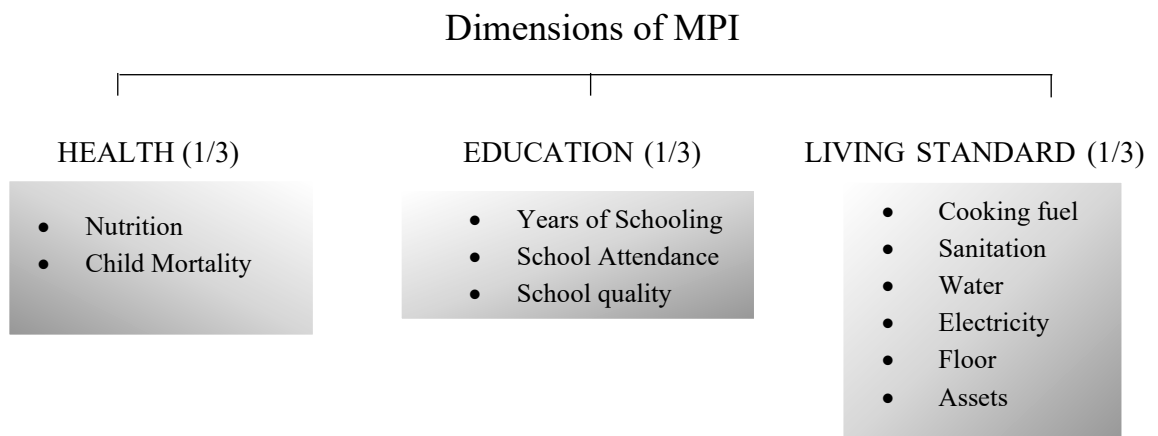 Dimensions of MPI
HEALTH (1/3)
• Nutrition
• Child Mortality
EDUCATION (1/3)
• Years of Schooling
• School Attendance
• School quality
LIVING STANDARD (1/3)
• Cooking fuel
• Sanitation
• Water
• Electricity
• Floor
• Assets